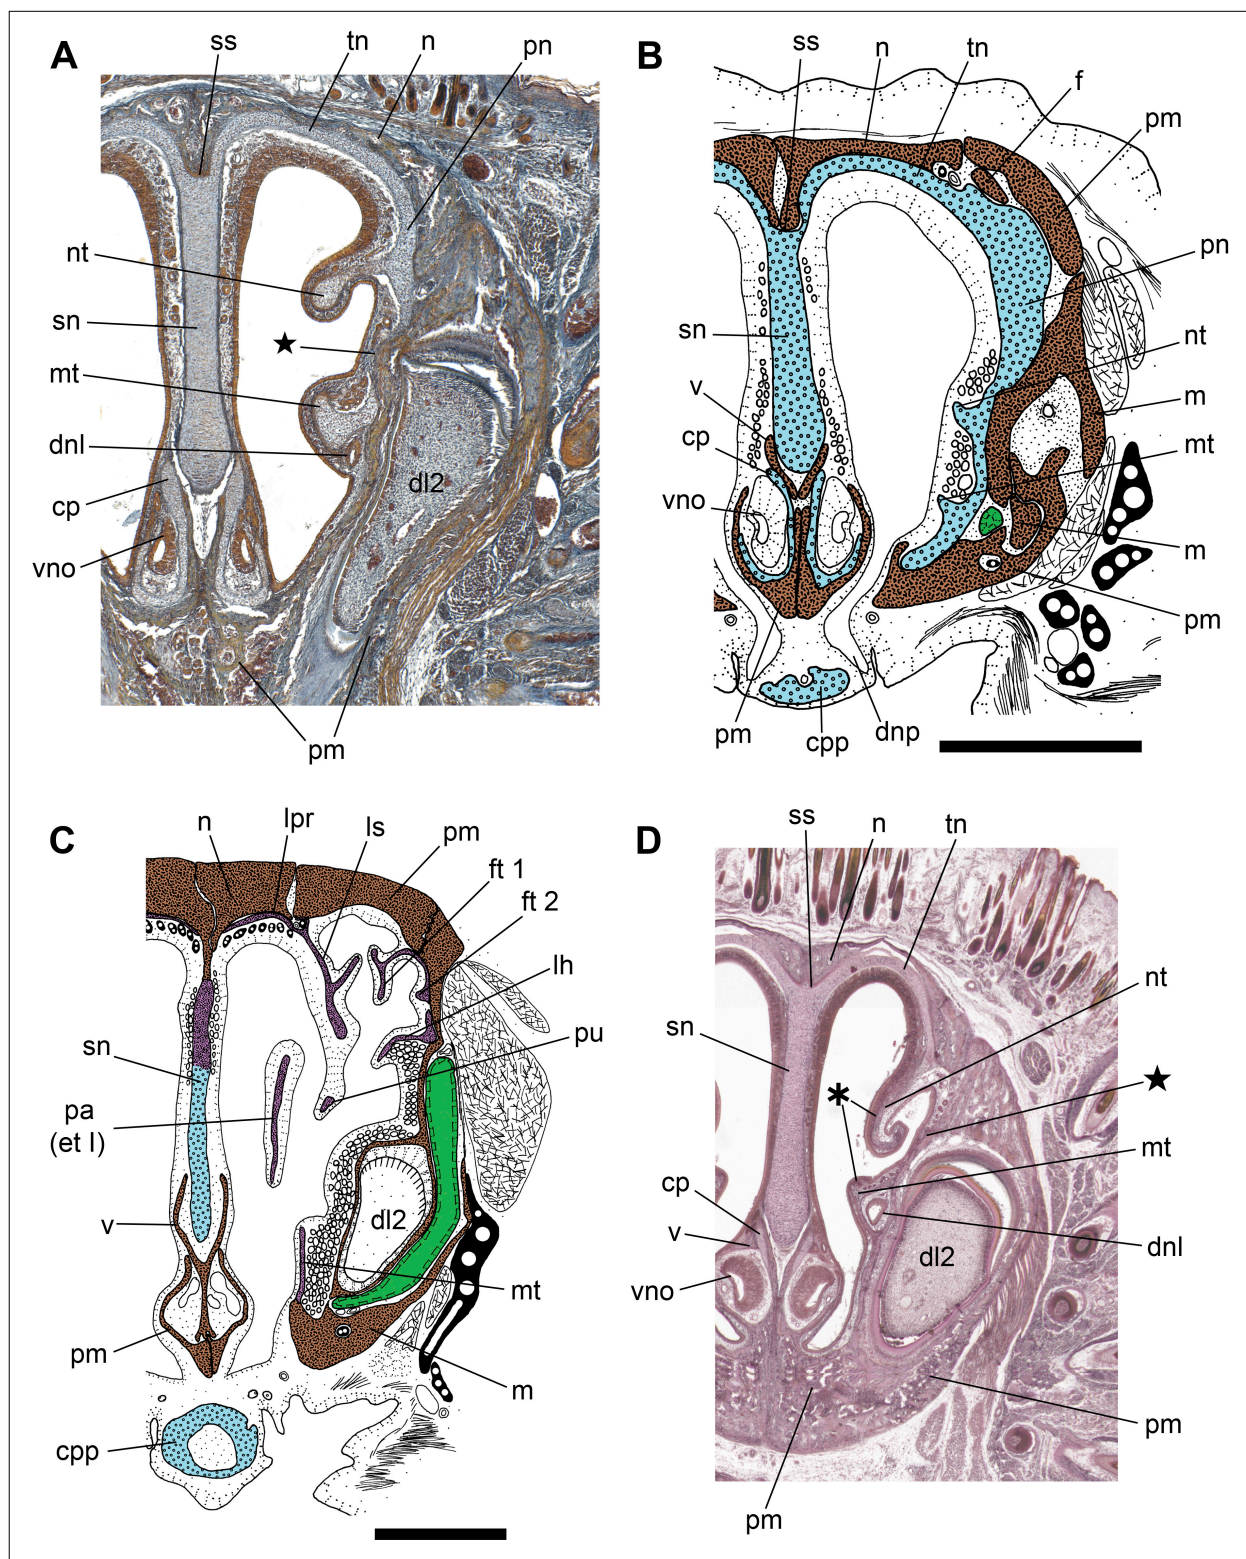 A
ss
tn
n
pn
nt
sn
★
mt
dnl
cp
vno
dl2
pm
B
ss
n
tn
f
pm
pn
nt
sn
v
m
cp
mt
vno
m
pm
pm
cpp
dnp
C
n
lpr
ls
pm
ft 1
ft 2
lh
pu
sn
pa
(et I)
v
dl2
mt
pm
m
cpp
D
ss
n
tn
nt
sn
★
*
mt
cp
v
dnl
vno
dl2
pm
pm